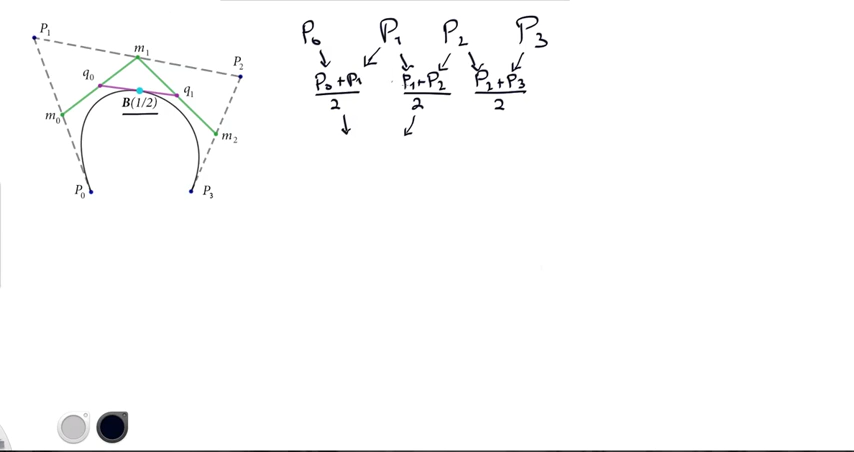 P₁
m₁
P₂
q₀
q₁
B(1/2)
m₀
m₂
P₀
P₃
P₀ P₁ P₂ P₃
P₀+P₁ P₁+P₂ P₂+P₃
2 2 2